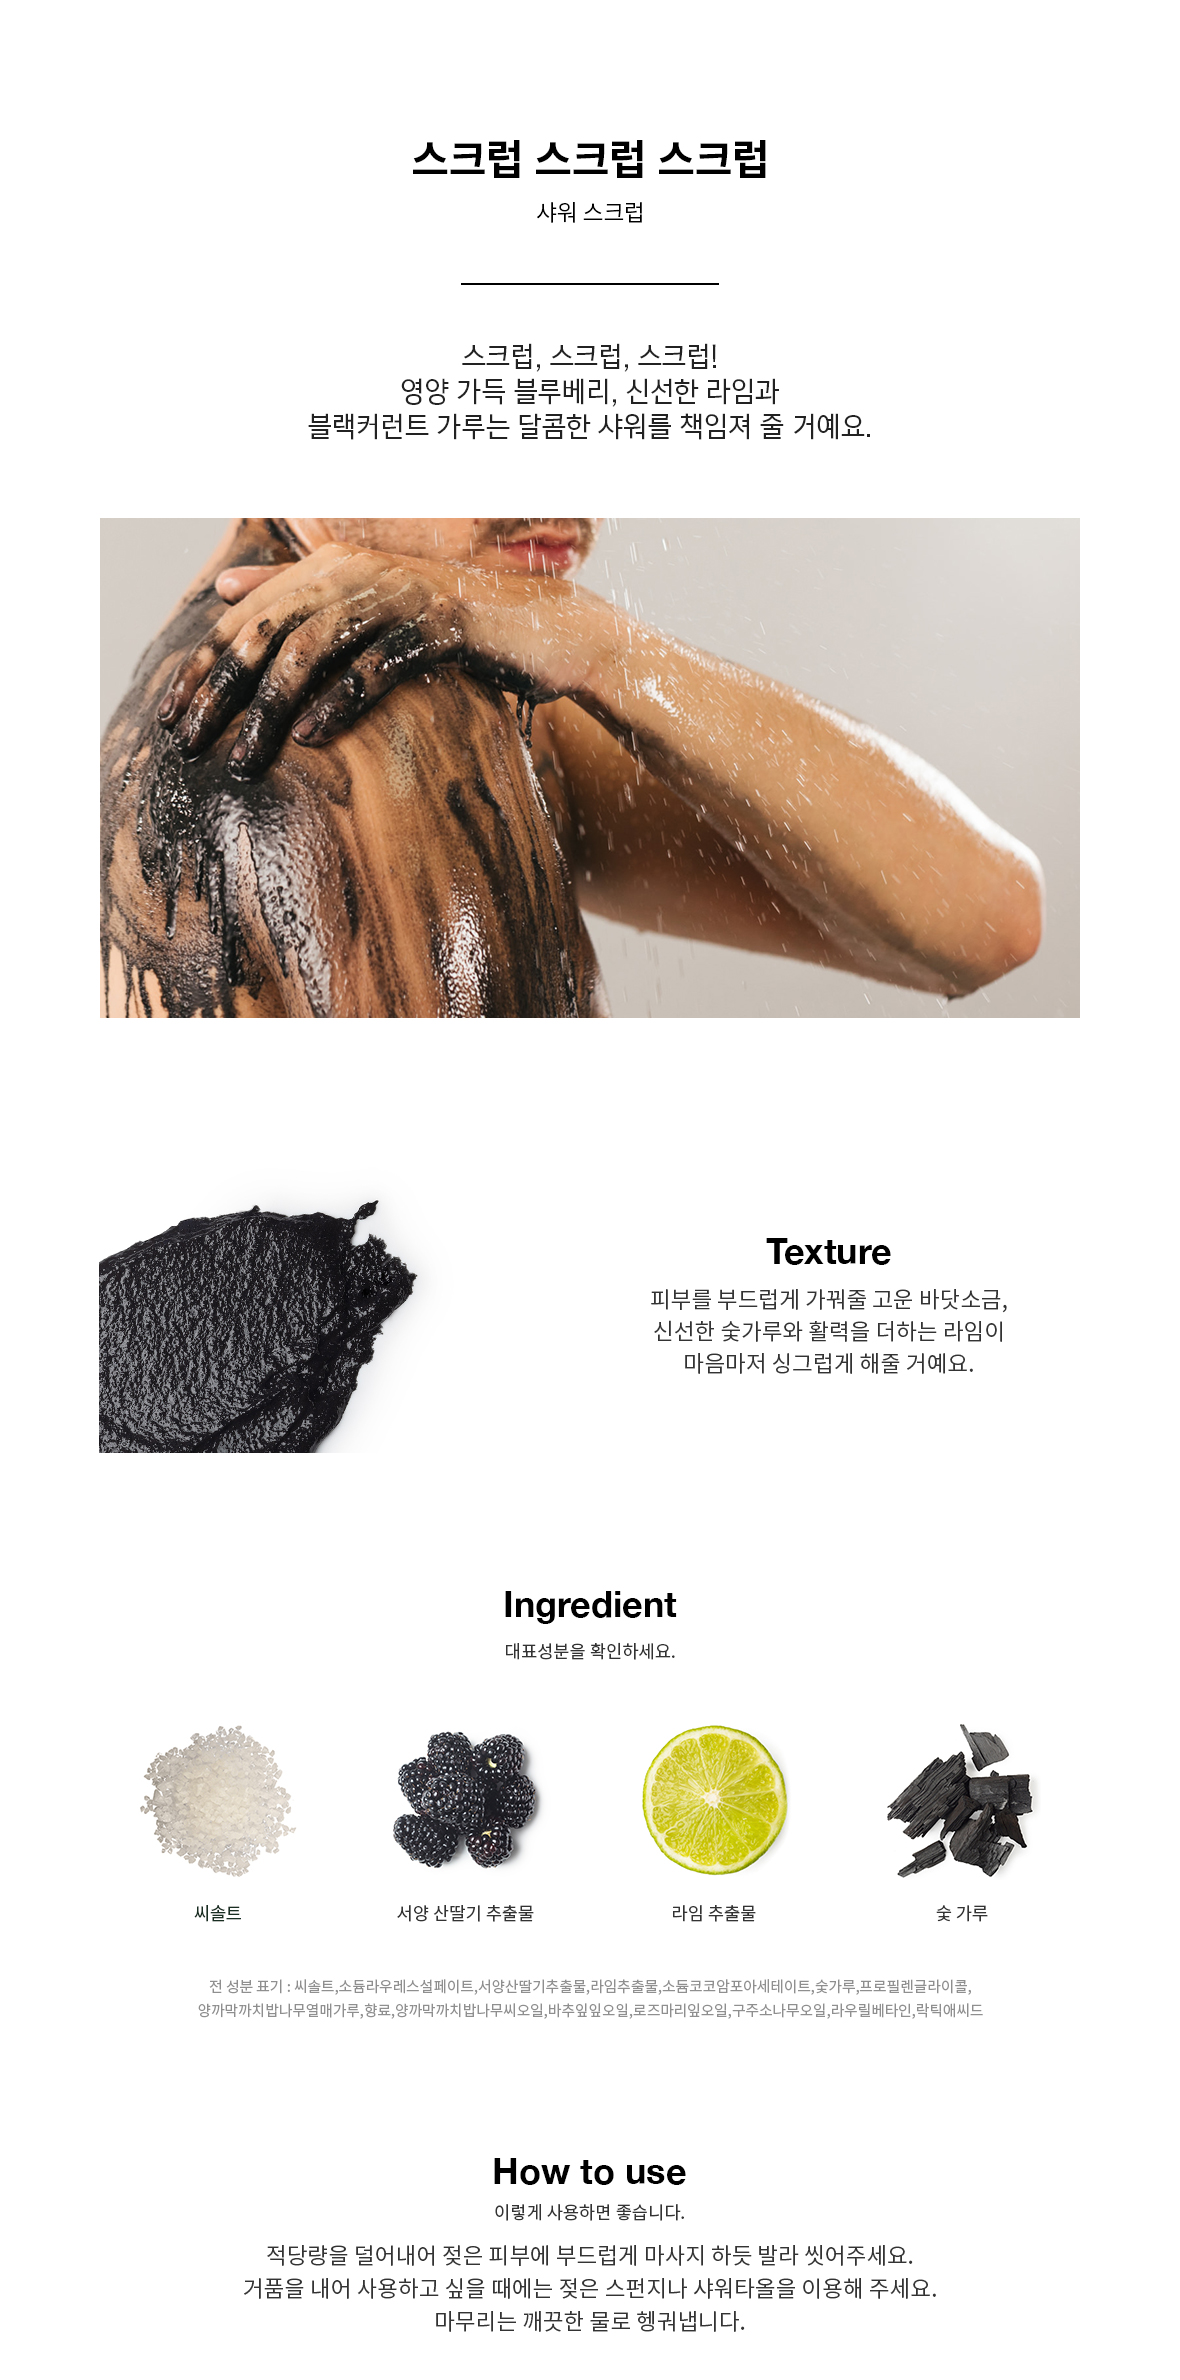 스크럽 스크럽 스크럽
샤워 스크럽
스크럽, 스크럽, 스크럽!
영양 가득 블루베리, 신선한 라임과
블랙커런트 가루는 달콤한 샤워를 책임져 줄 거예요.
Texture
피부를 부드럽게 가꿔줄 고운 바닷소금,
신선한 숯가루와 활력을 더하는 라임이
마음마저 싱그럽게 해줄 거예요.
Ingredient
대표성분을 확인하세요.
씨솔트
서양 산딸기 추출물
라임 추출물
숯 가루
전 성분 표기 : 씨솔트,소듐라우레스설페이트,서양산딸기추출물,라임추출물,소듐코코암포아세테이트,숯가루,프로필렌글라이콜,
양까막까치밥나무열매가루,향료,양까막까치밥나무씨오일,바추잎잎오일,로즈마리잎오일,구주소나무오일,라우릴베타인,락틱애씨드
How to use
이렇게 사용하면 좋습니다.
적당량을 덜어내어 젖은 피부에 부드럽게 마사지 하듯 발라 씻어주세요.
거품을 내어 사용하고 싶을 때에는 젖은 스펀지나 샤워타올을 이용해 주세요.
마무리는 깨끗한 물로 헹궈냅니다.